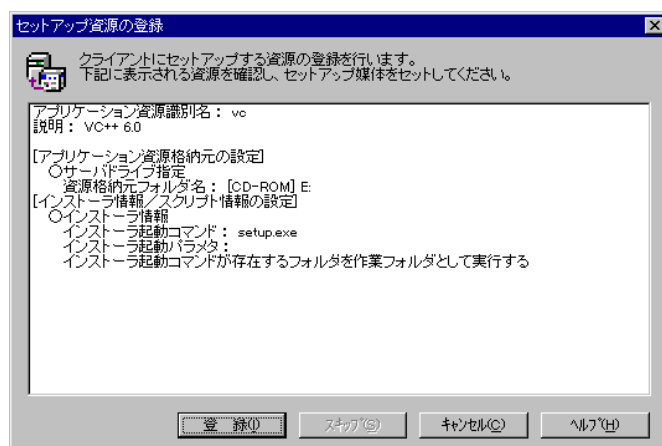 セットアップ資源の登録
クライアントにセットアップする資源の登録を行います。
下記に表示される資源を確認し、セットアップ媒体をセットしてください。
アプリケーション資源識別名： vc
説明： VC++ 6.0
[アプリケーション資源格納元の設定]
○サーバドライブ指定
資源格納元フォルダ名： [CD-ROM] E:
[インストーラ情報／スクリプト情報の設定]
○インストーラ情報
インストーラ起動コマンド： setup.exe
インストーラ起動パラメタ：
インストーラ起動コマンドが存在するフォルダを作業フォルダとして実行する
登　録(I) スキップ(S) キャンセル(C) ヘルプ(H)